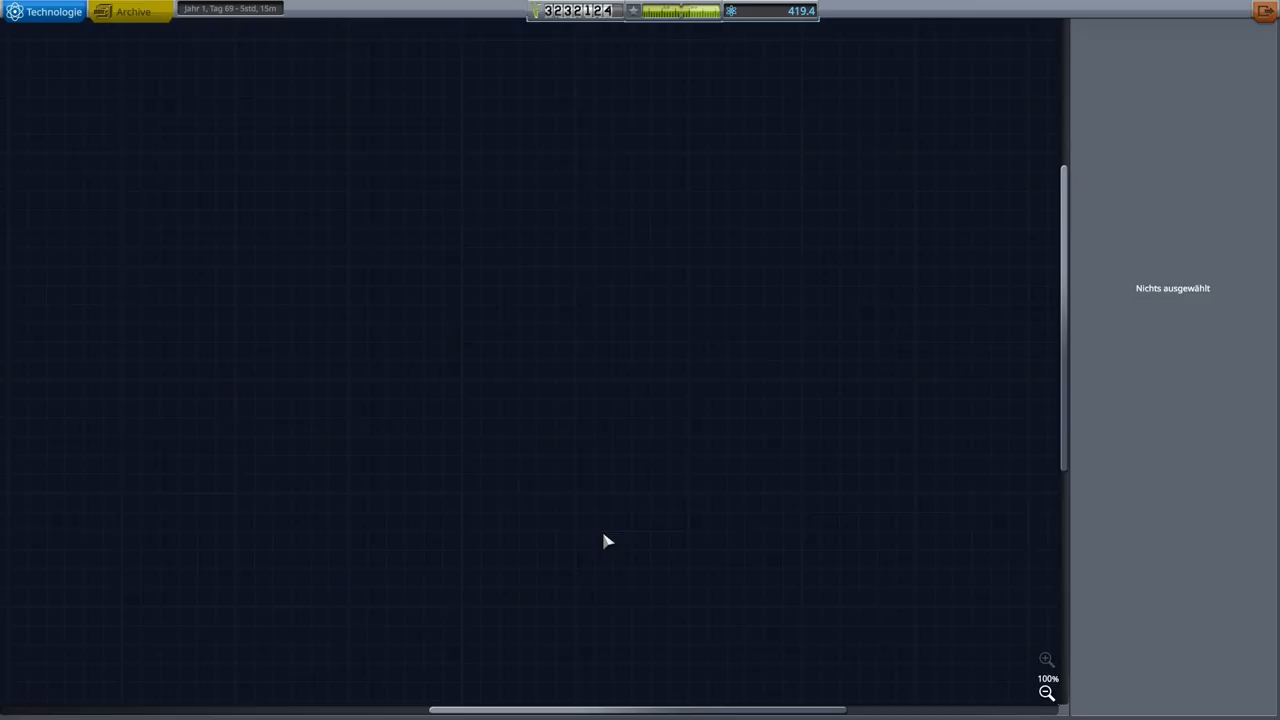 Technologie
Archive
Jahr 1, Tag 69 - 5std, 15m
3232124
419.4
Nichts ausgewählt
100%